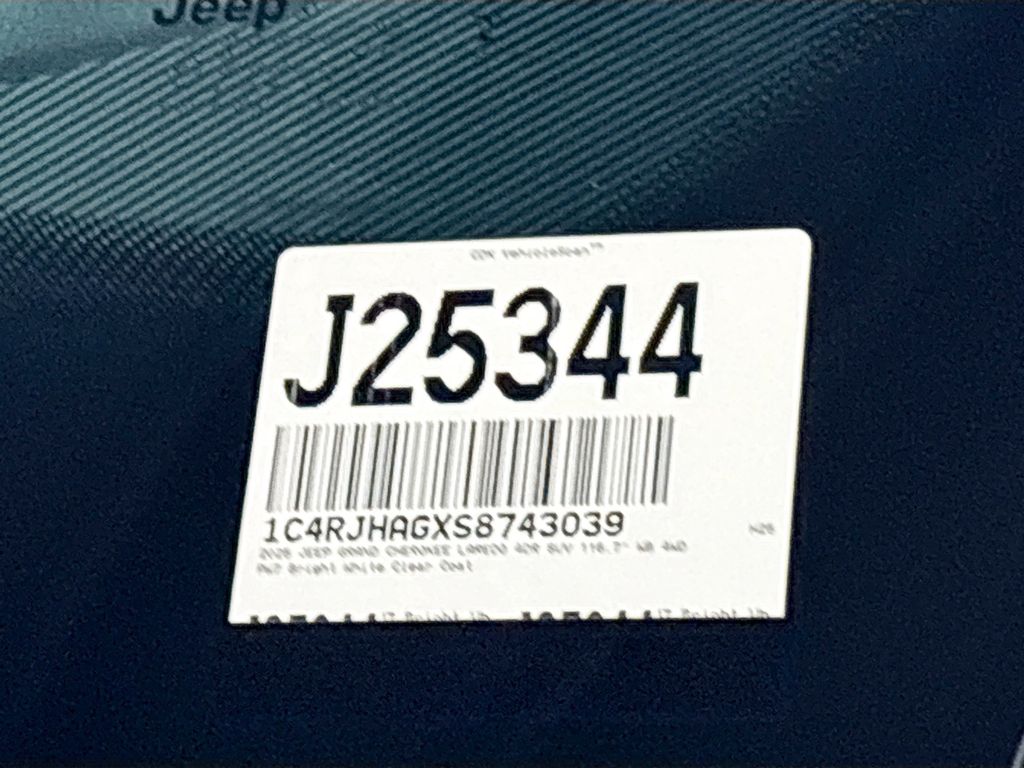 Jeep
CDK VehicleScan™
J25344
1C4RJHAGXS8743039
2025 JEEP GRAND CHEROKEE LAREDO 4DR SUV 116.7" WB 4WD
PW7 Bright White Clear Coat